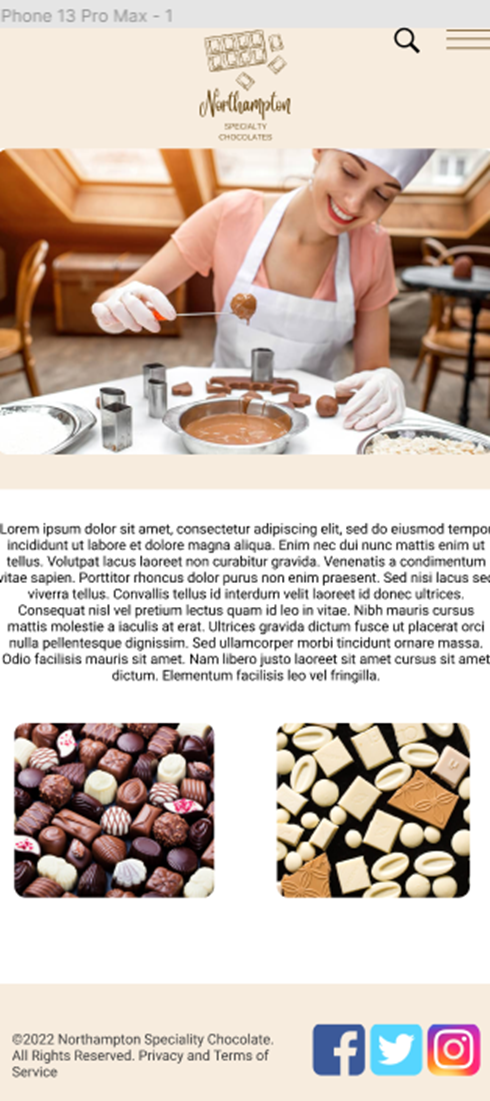 iPhone 13 Pro Max - 1
Northampton
SPECIALTY
CHOCOLATES
Lorem ipsum dolor sit amet, consectetur adipiscing elit, sed do eiusmod tempor
incididunt ut labore et dolore magna aliqua. Enim nec dui nunc mattis enim ut
tellus. Volutpat lacus laoreet non curabitur gravida. Venenatis a condimentum
vitae sapien. Porttitor rhoncus dolor purus non enim praesent. Sed nisi lacus sed
viverra tellus. Convallis tellus id interdum velit laoreet id donec ultrices.
Consequat nisl vel pretium lectus quam id leo in vitae. Nibh mauris cursus
mattis molestie a iaculis at erat. Ultrices gravida dictum fusce ut placerat orci
nulla pellentesque dignissim. Sed ullamcorper morbi tincidunt ornare massa.
Odio facilisis mauris sit amet. Nam libero justo laoreet sit amet cursus sit amet
dictum. Elementum facilisis leo vel fringilla.
©2022 Northampton Speciality Chocolate.
All Rights Reserved. Privacy and Terms of
Service